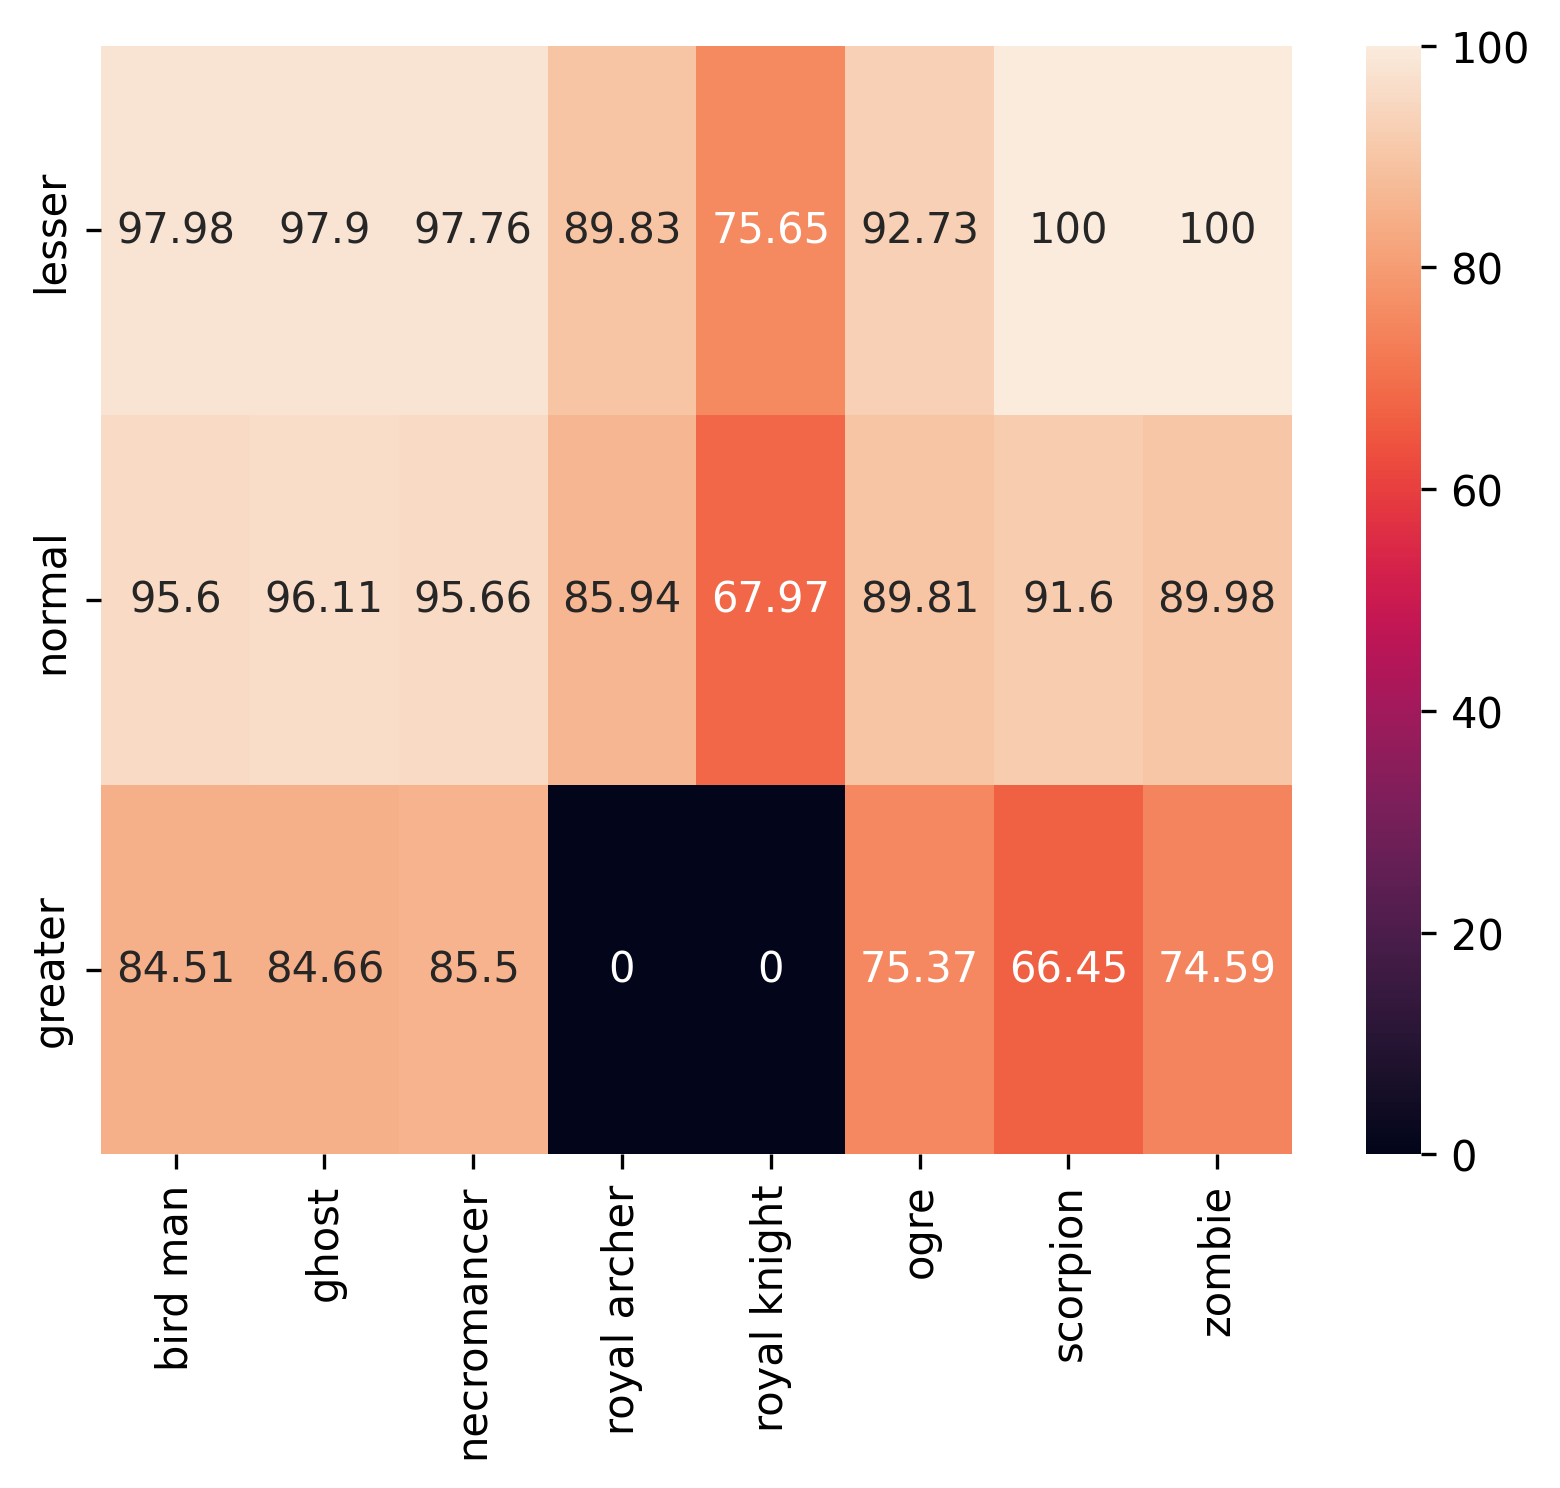 100
lesser
97.98 97.9 97.76 89.83 75.65 92.73 100 100
80
60
normal
95.6 96.11 95.66 85.94 67.97 89.81 91.6 89.98
40
20
greater
84.51 84.66 85.5 0 0 75.37 66.45 74.59
0
bird man
ghost
necromancer
royal archer
royal knight
ogre
scorpion
zombie